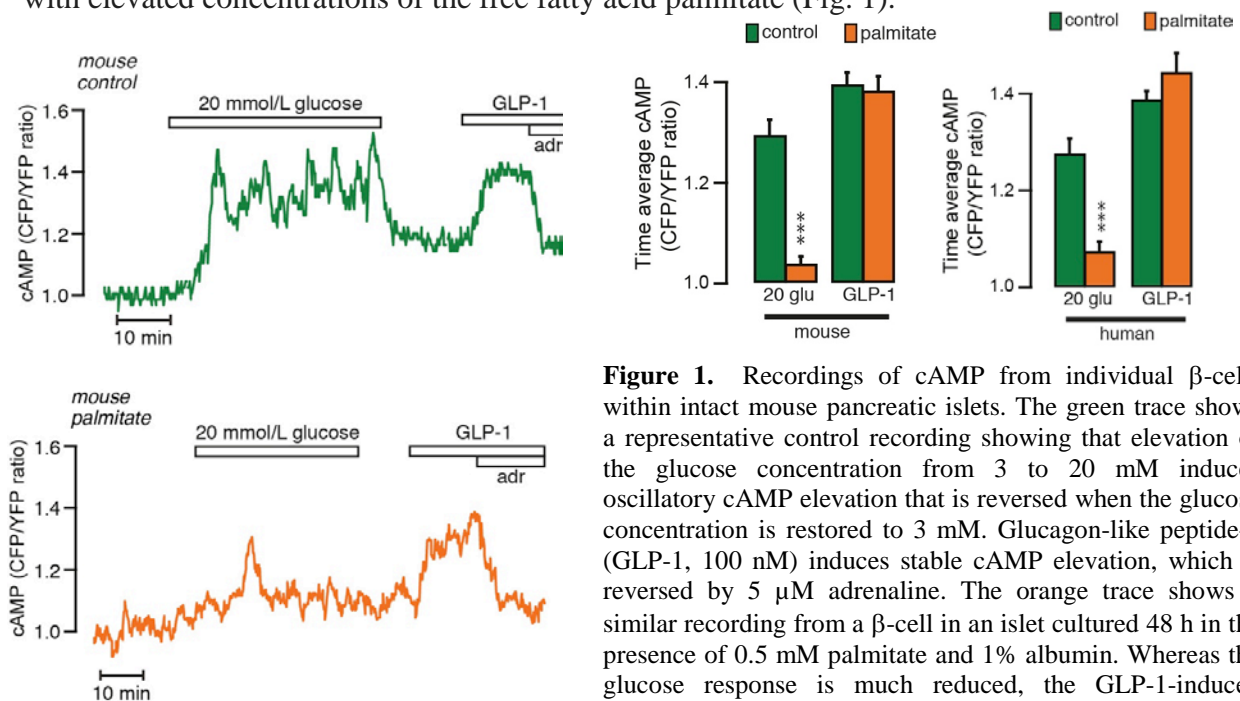 with elevated concentrations of the free fatty acid palmitate (Fig. 1).
mouse
control
cAMP (CFP/YFP ratio)
1.6
1.4
1.2
1.0
20 mmol/L glucose
GLP-1
adr
10 min
mouse
palmitate
cAMP (CFP/YFP ratio)
1.6
1.4
1.2
1.0
20 mmol/L glucose
GLP-1
adr
10 min
control palmitate
Time average cAMP
(CFP/YFP ratio)
1.4
1.2
1.0
***
20 glu GLP-1
mouse
control palmitate
Time average cAMP
(CFP/YFP ratio)
1.4
1.2
1.0
***
20 glu GLP-1
human
Figure 1. Recordings of cAMP from individual β-cell
within intact mouse pancreatic islets. The green trace show
a representative control recording showing that elevation
the glucose concentration from 3 to 20 mM induce
oscillatory cAMP elevation that is reversed when the glucos
concentration is restored to 3 mM. Glucagon-like peptide-
(GLP-1, 100 nM) induces stable cAMP elevation, which
reversed by 5 µM adrenaline. The orange trace shows
similar recording from a β-cell in an islet cultured 48 h in th
presence of 0.5 mM palmitate and 1% albumin. Whereas th
glucose response is much reduced, the GLP-1-induce